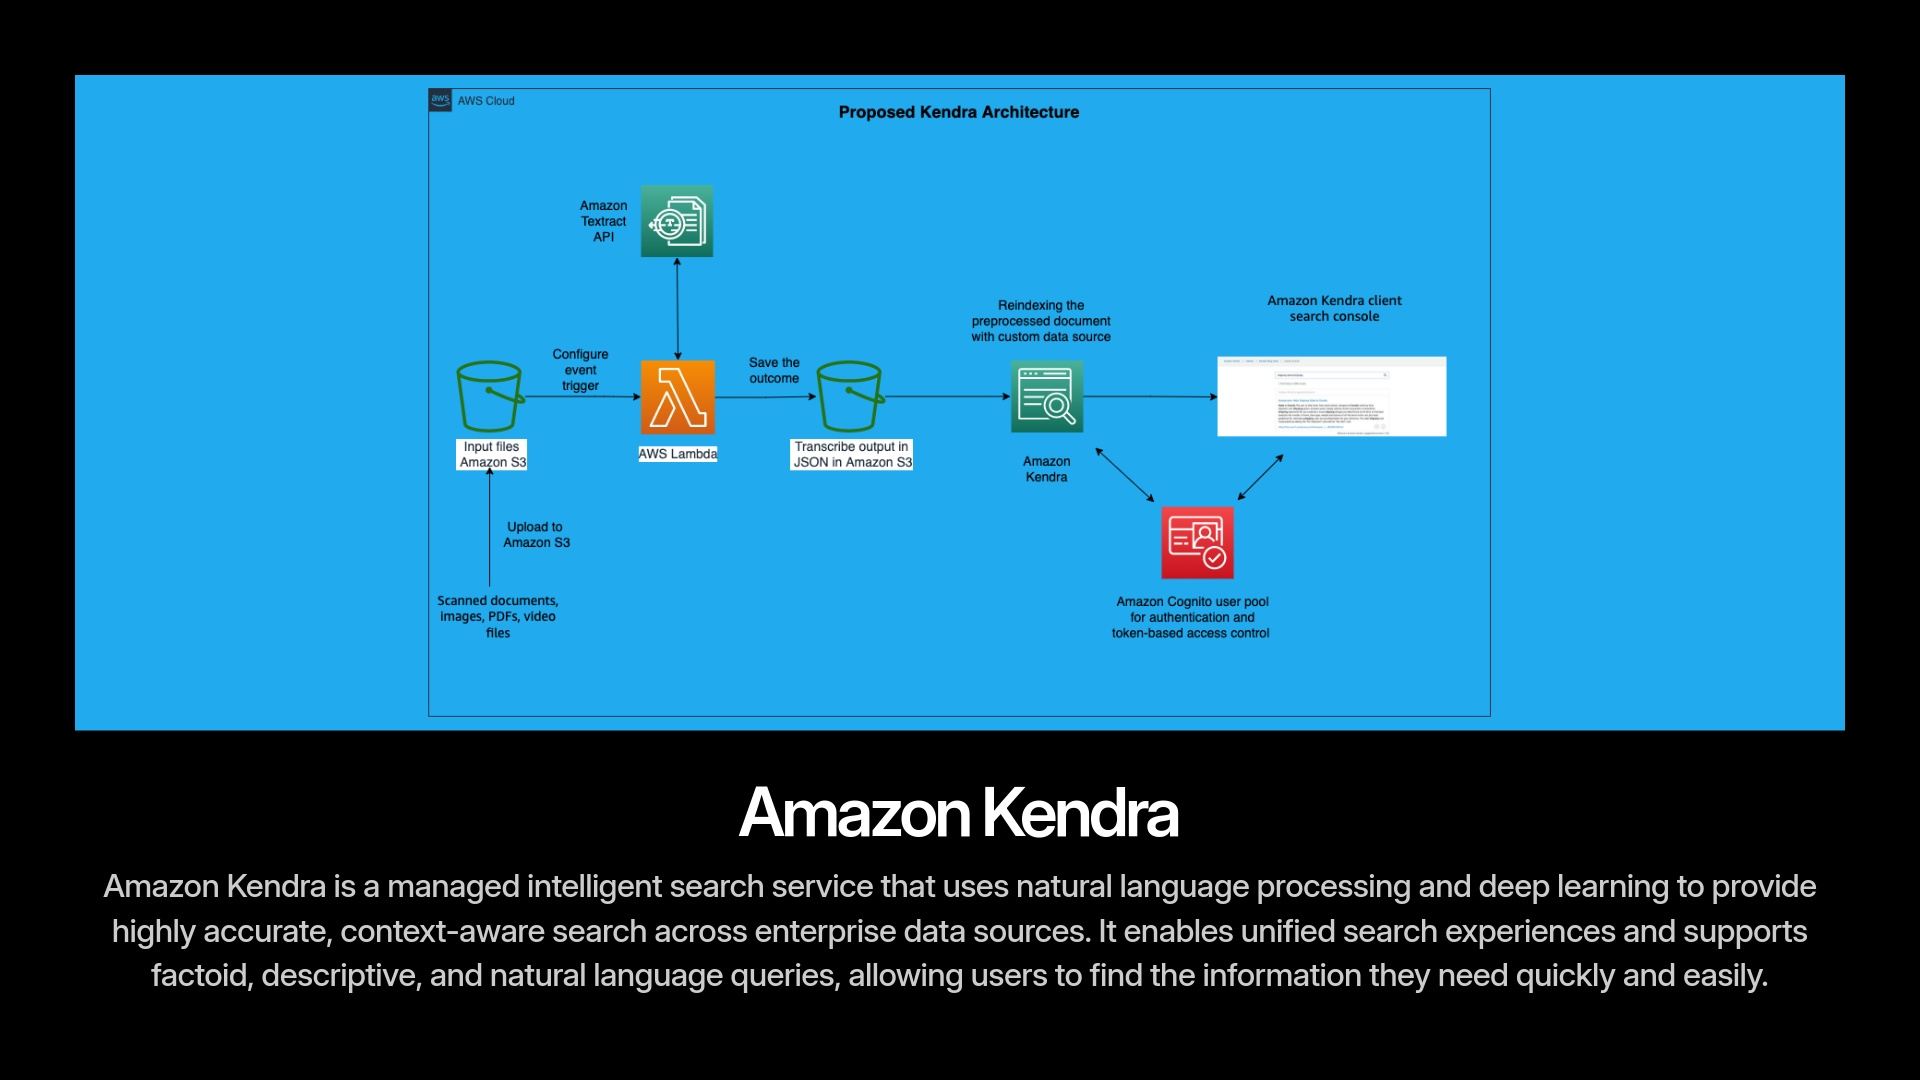 aws
AWS Cloud
Proposed Kendra Architecture
Amazon
Textract
API
Configure
event
trigger
Save the
outcome
Reindexing the
preprocessed document
with custom data source
Amazon Kendra client
search console
Input files
Amazon S3
AWS Lambda
Transcribe output in
JSON in Amazon S3
Amazon
Kendra
Upload to
Amazon S3
Scanned documents,
images, PDFs, video
files
Amazon Cognito user pool
for authentication and
token-based access control
Amazon Kendra
Amazon Kendra is a managed intelligent search service that uses natural language processing and deep learning to provide
highly accurate, context-aware search across enterprise data sources. It enables unified search experiences and supports
factoid, descriptive, and natural language queries, allowing users to find the information they need quickly and easily.